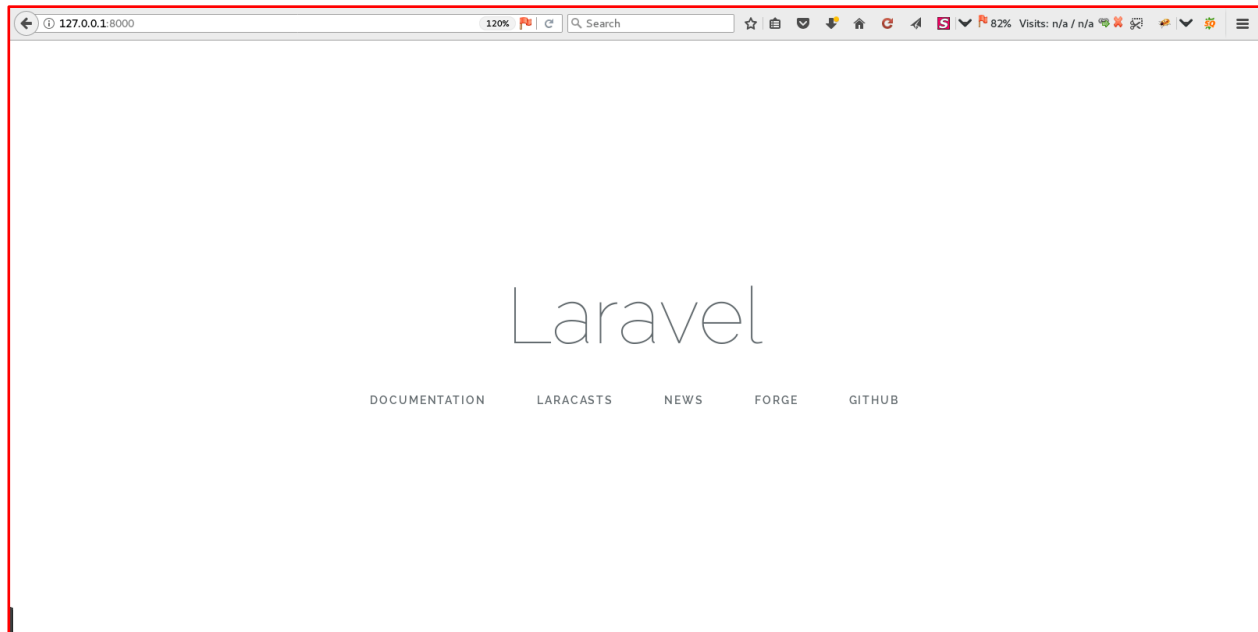 127.0.0.1:8000 120% Search 82% Visits: n/a / n/a
Laravel
DOCUMENTATION LARACASTS NEWS FORGE GITHUB